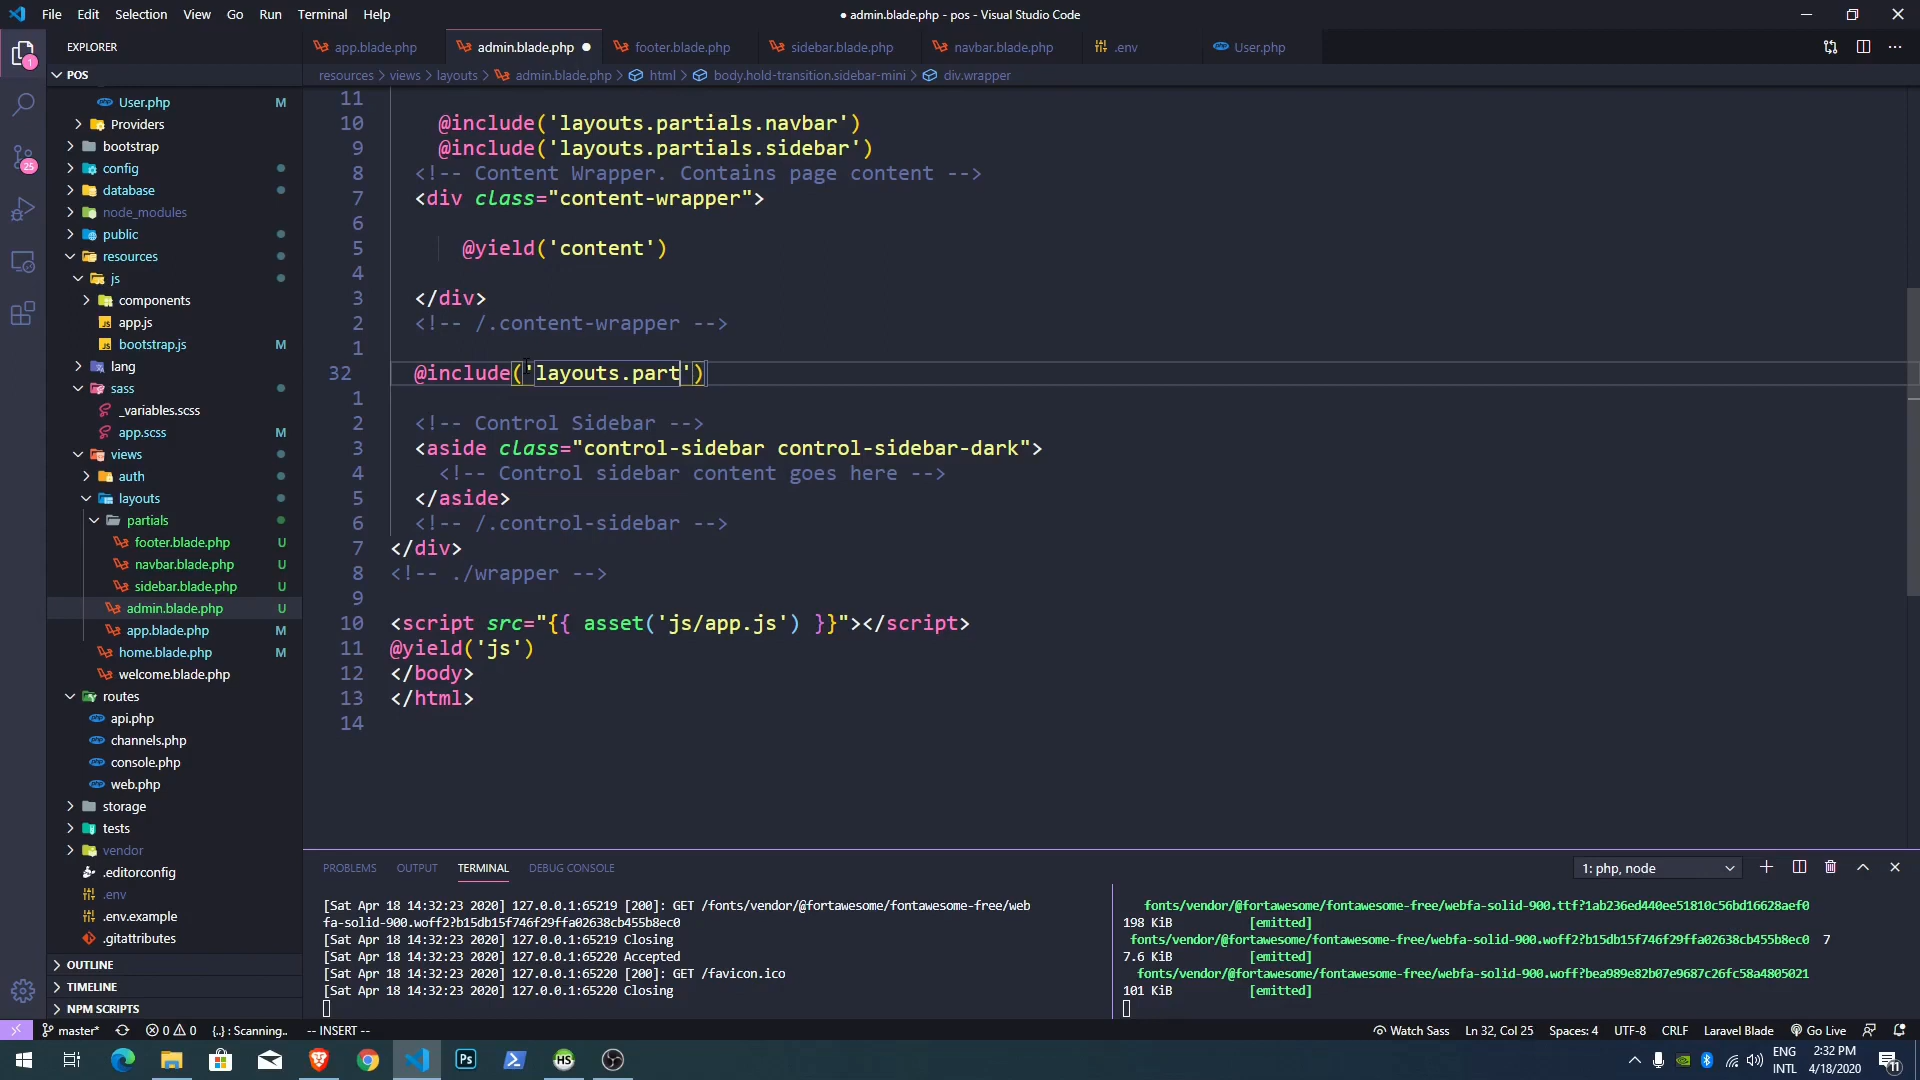 File Edit Selection View Go Run Terminal Help
● admin.blade.php - pos - Visual Studio Code
EXPLORER
app.blade.php
admin.blade.php
footer.blade.php
sidebar.blade.php
navbar.blade.php
.env
User.php
POS
resources > views > layouts > admin.blade.php > html > body.hold-transition.sidebar-mini > div.wrapper
User.php M
Providers
bootstrap
config
database
node_modules
public
resources
js
components
app.js
bootstrap.js M
lang
sass
_variables.scss
app.scss M
views
auth
layouts
partials
footer.blade.php U
navbar.blade.php U
sidebar.blade.php U
admin.blade.php U
app.blade.php M
home.blade.php M
welcome.blade.php
routes
api.php
channels.php
console.php
web.php
storage
tests
vendor
.editorconfig
.env
.env.example
.gitattributes
OUTLINE
TIMELINE
NPM SCRIPTS
11
10 @include('layouts.partials.navbar')
9 @include('layouts.partials.sidebar')
8 <!-- Content Wrapper. Contains page content -->
7 <div class="content-wrapper">
6
5 @yield('content')
4
3 </div>
2 <!-- /.content-wrapper -->
1
32 @include('layouts.part')
1
2 <!-- Control Sidebar -->
3 <aside class="control-sidebar control-sidebar-dark">
4 <!-- Control sidebar content goes here -->
5 </aside>
6 <!-- /.control-sidebar -->
7 </div>
8 <!-- ./wrapper -->
9
10 <script src="{{ asset('js/app.js') }}"></script>
11 @yield('js')
12 </body>
13 </html>
14
PROBLEMS OUTPUT TERMINAL DEBUG CONSOLE
1: php, node
[Sat Apr 18 14:32:23 2020] 127.0.0.1:65219 [200]: GET /fonts/vendor/@fortawesome/fontawesome-free/web
fa-solid-900.woff2?b15db15f746f29ffa02638cb455b8ec0
[Sat Apr 18 14:32:23 2020] 127.0.0.1:65219 Closing
[Sat Apr 18 14:32:23 2020] 127.0.0.1:65220 Accepted
[Sat Apr 18 14:32:23 2020] 127.0.0.1:65220 [200]: GET /favicon.ico
[Sat Apr 18 14:32:23 2020] 127.0.0.1:65220 Closing
fonts/vendor/@fortawesome/fontawesome-free/webfa-solid-900.ttf?1ab236ed440ee51810c56bd16628aef0
198 KiB [emitted]
fonts/vendor/@fortawesome/fontawesome-free/webfa-solid-900.woff2?b15db15f746f29ffa02638cb455b8ec0 7
7.6 KiB [emitted]
fonts/vendor/@fortawesome/fontawesome-free/webfa-solid-900.woff?bea989e82b07e9687c26fc58a4805021
101 KiB [emitted]
master* 0 0 {..} : Scanning.. -- INSERT --
Watch Sass Ln 32, Col 25 Spaces: 4 UTF-8 CRLF Laravel Blade Go Live
1
25
Ps
HS
ENG
INTL
2:32 PM
4/18/2020
11